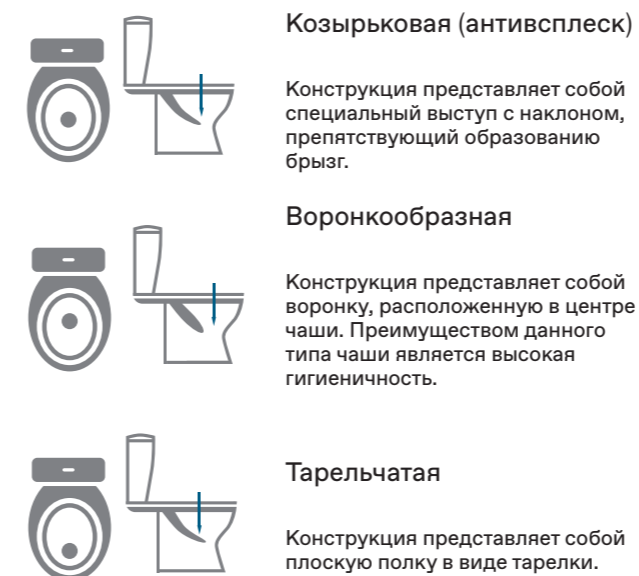 Козырьковая (антивсплеск)
Конструкция представляет собой
специальный выступ с наклоном,
препятствующий образованию
брызг.
Воронкообразная
Конструкция представляет собой
воронку, расположенную в центре
чаши. Преимуществом данного
типа чаши является высокая
гигиеничность.
Тарельчатая
Конструкция представляет собой
плоскую полку в виде тарелки.